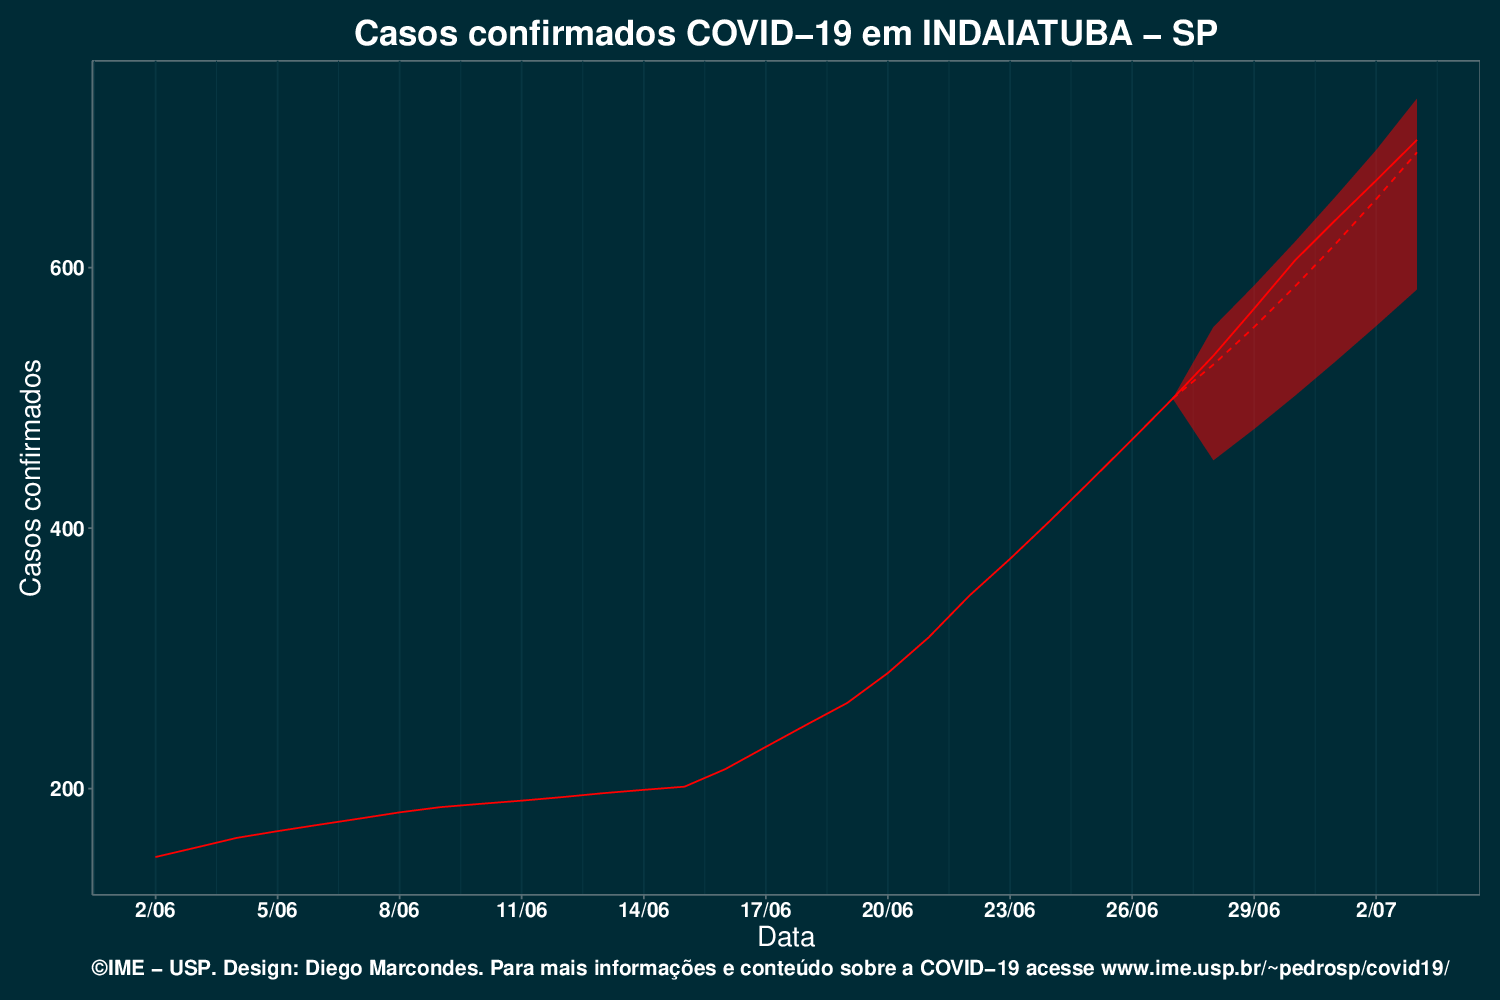 Casos confirmados COVID−19 em INDAIATUBA − SP
Casos confirmados
600
400
200
2/06 5/06 8/06 11/06 14/06 17/06 20/06 23/06 26/06 29/06 2/07
Data
©IME − USP. Design: Diego Marcondes. Para mais informações e conteúdo sobre a COVID−19 acesse www.ime.usp.br/~pedrosp/covid19/